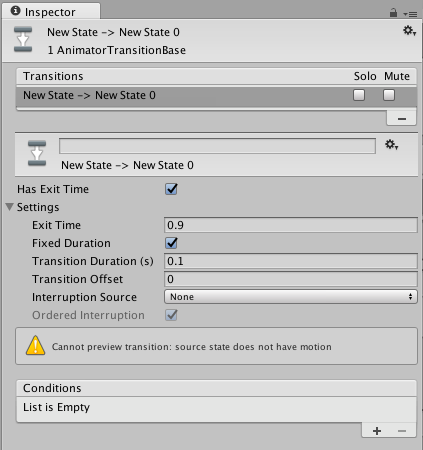 Inspector
New State -> New State 0
1 AnimatorTransitionBase
Transitions Solo Mute
New State -> New State 0
New State -> New State 0
Has Exit Time
Settings
Exit Time 0.9
Fixed Duration
Transition Duration (s) 0.1
Transition Offset 0
Interruption Source None
Ordered Interruption
Cannot preview transition: source state does not have motion
Conditions
List is Empty